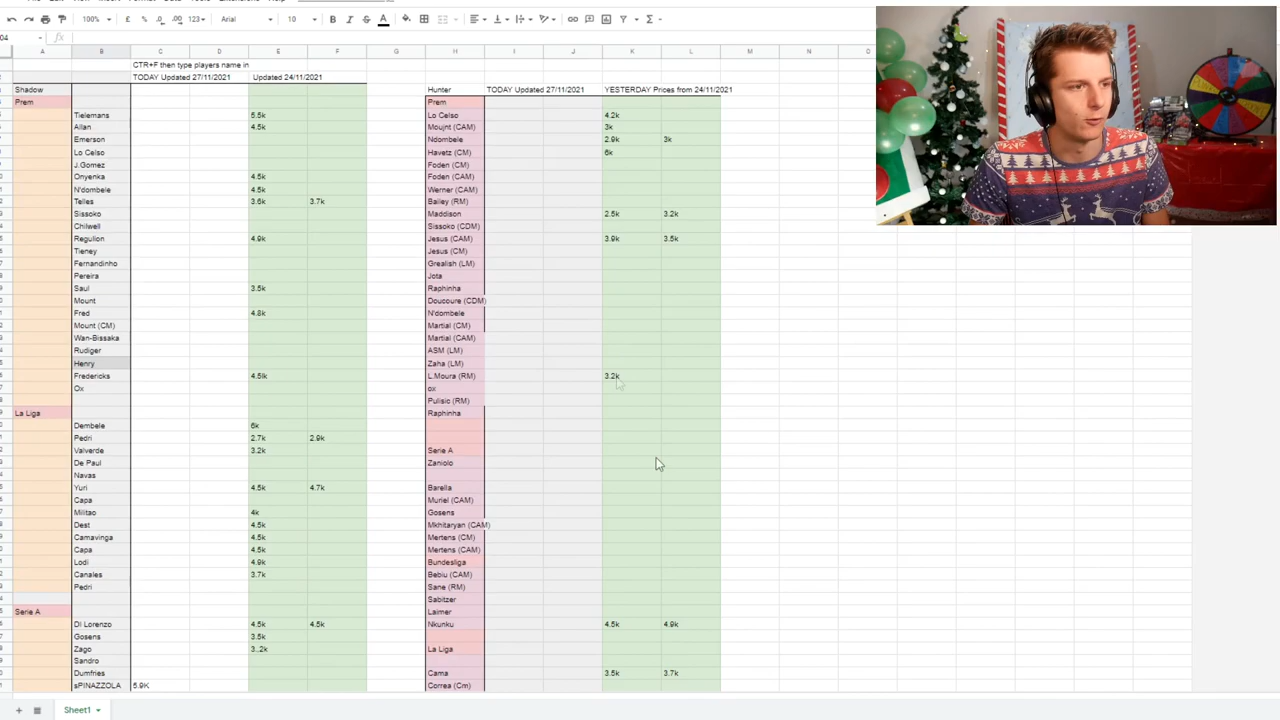 100% £ % .0 .00 123 Arial 10 B I S A
04 fx
A B C D E F G H I J K L M N O
CTR+F then type players name in
TODAY Updated 27/11/2021 Updated 24/11/2021
Shadow Hunter TODAY Updated 27/11/2021 YESTERDAY Prices from 24/11/2021
Prem Prem
Tielemans 5.5k Lo Celso 4.2k
Allan 4.5k Moujnt (CAM) 3k
Emerson Ndombele 2.9k 3k
Lo Celso Havetz (CM) 6k
J.Gomez Foden (CM)
Onyenka 4.5k Foden (CAM)
N'dombele 4.5k Werner (CAM)
Telles 3.6k 3.7k Bailey (RM)
Sissoko Maddison 2.5k 3.2k
Chilwell Sissoko (CDM)
Reguilon 4.9k Jesus (CAM) 3.9k 3.5k
Tieney Jesus (CM)
Fernandinho Grealish (LM)
Pereira Jota
Saul 3.5k Raphinha
Mount Doucoure (CDM)
Fred 4.8k N'dombele
Mount (CM) Martial (CM)
Wan-Bissaka Martial (CAM)
Rudiger ASM (LM)
Henry Zaha (LM)
Fredericks 4.5lk L.Moura (RM) 3.2k
Ox ox
Pulisic (RM)
La Liga Raphinha
Dembele 6k
Pedri 2.7k 2.9k
Valverde 3.2k Serie A
De Paul Zaniolo
Navas
Yuri 4.5k 4.7k Barella
Capa Muriel (CAM)
Militao 4k Gosens
Dest 4.5k Mkhitaryan (CAM)
Camavinga 4.5k Mertens (CM)
Capa 4.5k Mertens (CAM)
Lodi 4.9k Bundesliga
Canales 3.7k Bebiu (CAM)
Pedri Sane (RM)
Sabitzer
Serie A Laimer
Di Lorenzo 4.5k 4.5k Nkunku 4.5k 4.9k
Gosens 3.5k
Zago 3..2k La Liga
Sandro
Dumfries Cama 3.5k 3.7k
sPINAZZOLA 5.9K Correa (Cm)
Sheet1